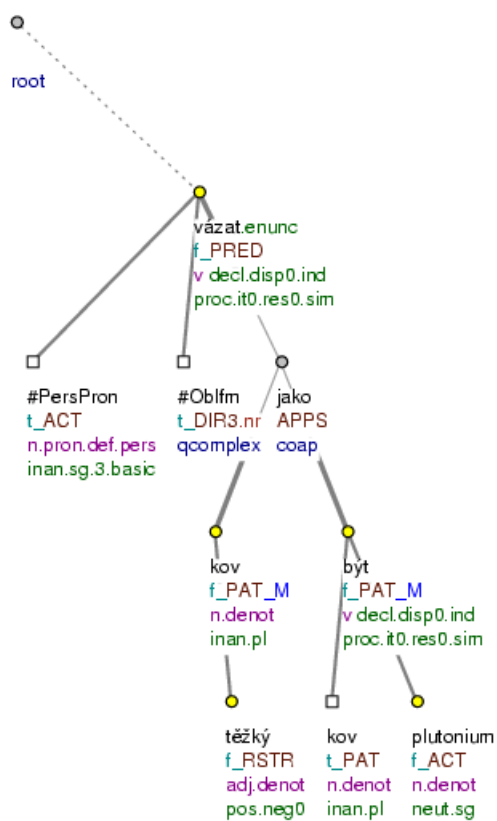 root
vázat.enunc
f_PRED
v decl.disp0.ind
proc.it0.res0.sim
#PersPron
t_ACT
n.pron.def.pers
inan.sg.3.basic
#Oblfm
t_DIR3.nr
qcomplex
jako
APPS
coap
kov
f_PAT_M
n.denot
inan.pl
být
f_PAT_M
v decl.disp0.ind
proc.it0.res0.sim
těžký
f_RSTR
adj.denot
pos.neg0
kov
t_PAT
n.denot
inan.pl
plutonium
f_ACT
n.denot
neut.sg